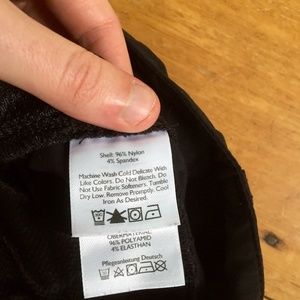 Shell: 96% Nylon
4% Spandex
Machine Wash Cold Delicate With
Like Colors. Do Not Bleach. Do
Not Use Fabric Softeners. Tumble
Dry Low. Remove Promptly. Cool
Iron As Desired.
OBERMATERIAL:
96% POLYAMID
4% ELASTHAN
Pflegeanleitung Deutsch